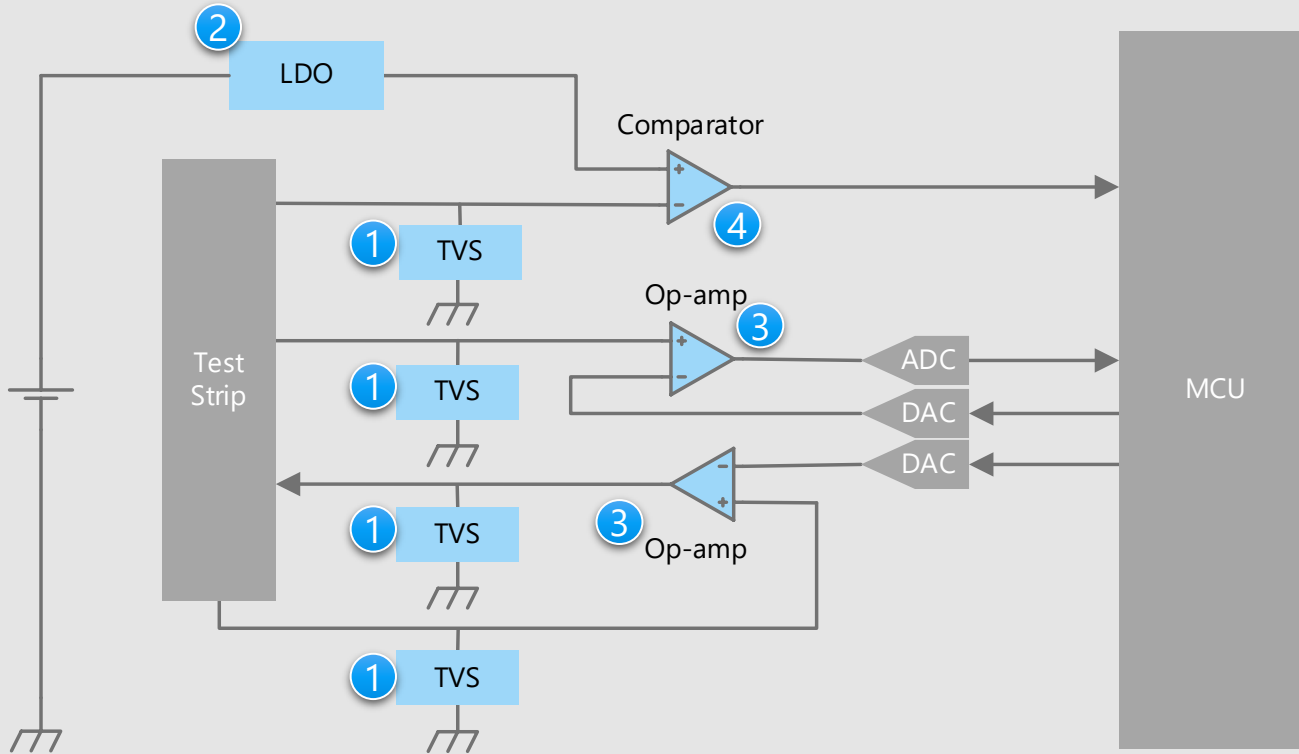 2
LDO
Comparator
+
-
4
1
TVS
Op-amp
3
+
-
Test
Strip
1
TVS
ADC
DAC
DAC
MCU
-
+
3
Op-amp
1
TVS
1
TVS